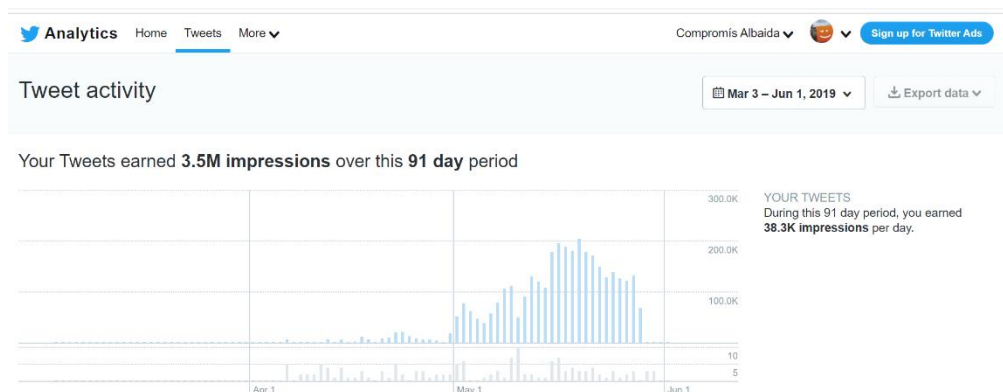 Analytics Home Tweets More Compromís Albaida Sign up for Twitter Ads
Tweet activity
Mar 3 – Jun 1, 2019 Export data
Your Tweets earned 3.5M impressions over this 91 day period
300.0K
200.0K
100.0K
YOUR TWEETS
During this 91 day period, you earned
38.3K impressions per day.
10
5
Apr 1 May 1 Jun 1